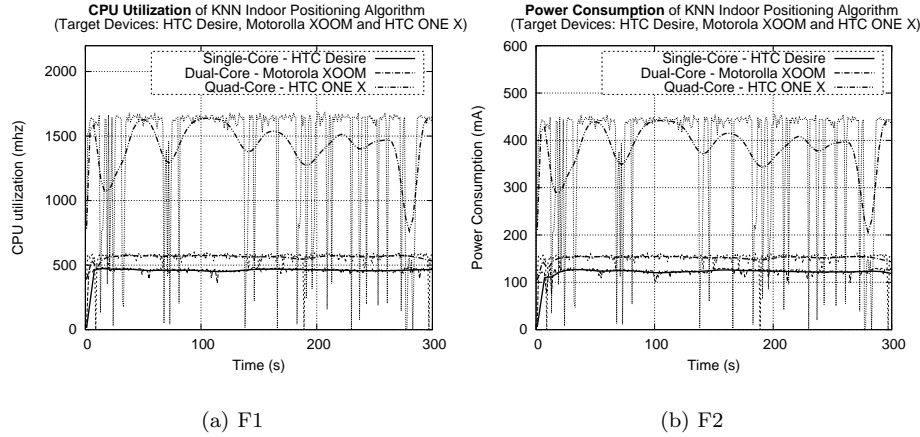 CPU Utilization of KNN Indoor Positioning Algorithm
(Target Devices: HTC Desire, Motorolla XOOM and HTC ONE X)
Single-Core - HTC Desire
Dual-Core - Motorolla XOOM
Quad-Core - HTC ONE X
CPU utilization (mhz)
2000
1500
1000
500
0
0 100 200 300
Time (s)
(a) F1
Power Consumption of KNN Indoor Positioning Algorithm
(Target Devices: HTC Desire, Motorola XOOM and HTC ONE X)
Single-Core - HTC Desire
Dual-Core - Motorolla XOOM
Quad-Core - HTC ONE X
Power Consumption (mA)
600
500
400
300
200
100
0
0 100 200 300
Time (s)
(b) F2